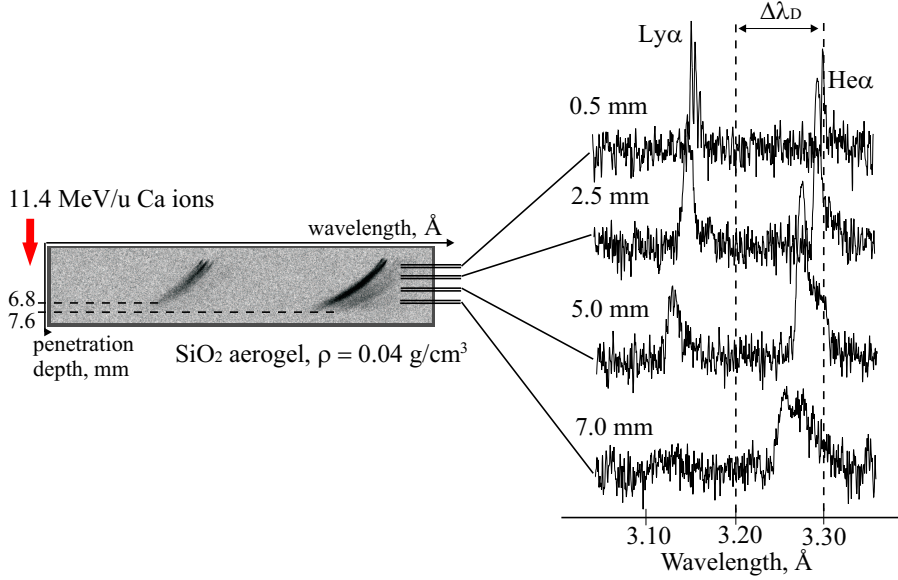 11.4 MeV/u Ca ions
wavelength, Å
6.8
7.6
penetration
depth, mm
SiO₂ aerogel, ρ = 0.04 g/cm³
Δλ_D
Lyα
Heα
0.5 mm
2.5 mm
5.0 mm
7.0 mm
3.10 3.20 3.30
Wavelength, Å